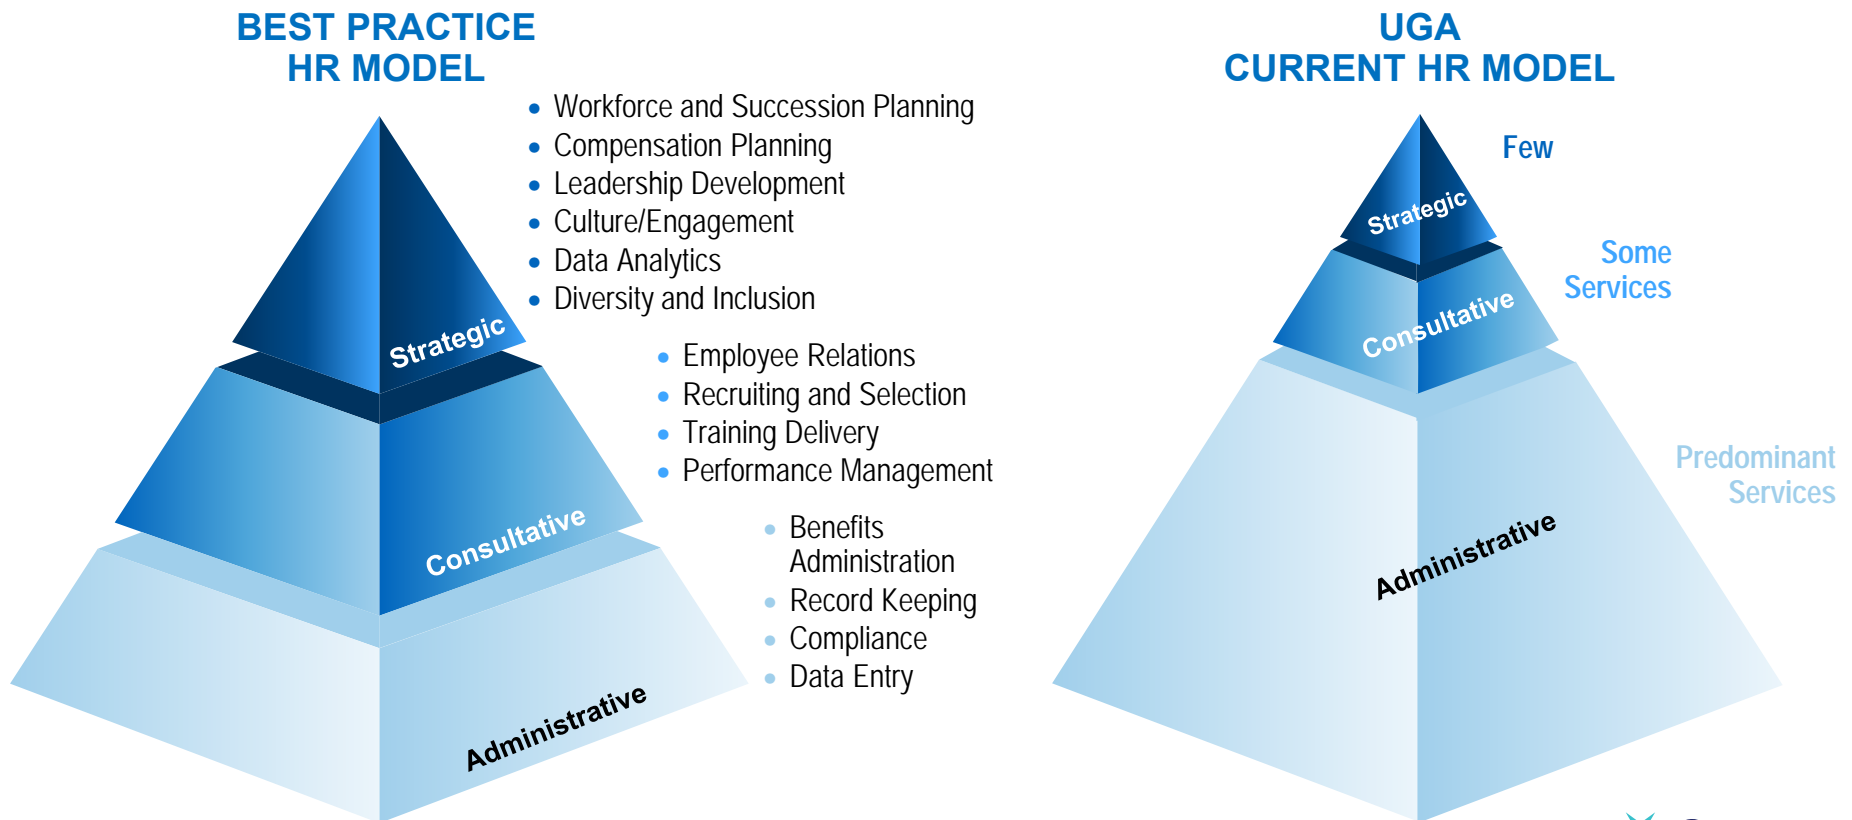 BEST PRACTICE
HR MODEL
• Workforce and Succession Planning
• Compensation Planning
• Leadership Development
• Culture/Engagement
• Data Analytics
• Diversity and Inclusion
Strategic
• Employee Relations
• Recruiting and Selection
• Training Delivery
• Performance Management
Consultative
• Benefits
Administration
• Record Keeping
• Compliance
• Data Entry
Administrative
UGA
CURRENT HR MODEL
Few
Strategic
Some
Services
Consultative
Predominant
Services
Administrative